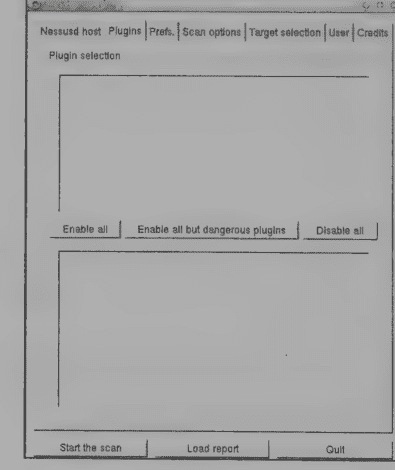 Nessusd host Plugins Prefs. Scan options Target selection User Credits
Plugin selection
Enable all Enable all but dangerous plugins Disable all
Start the scan Load report Quit